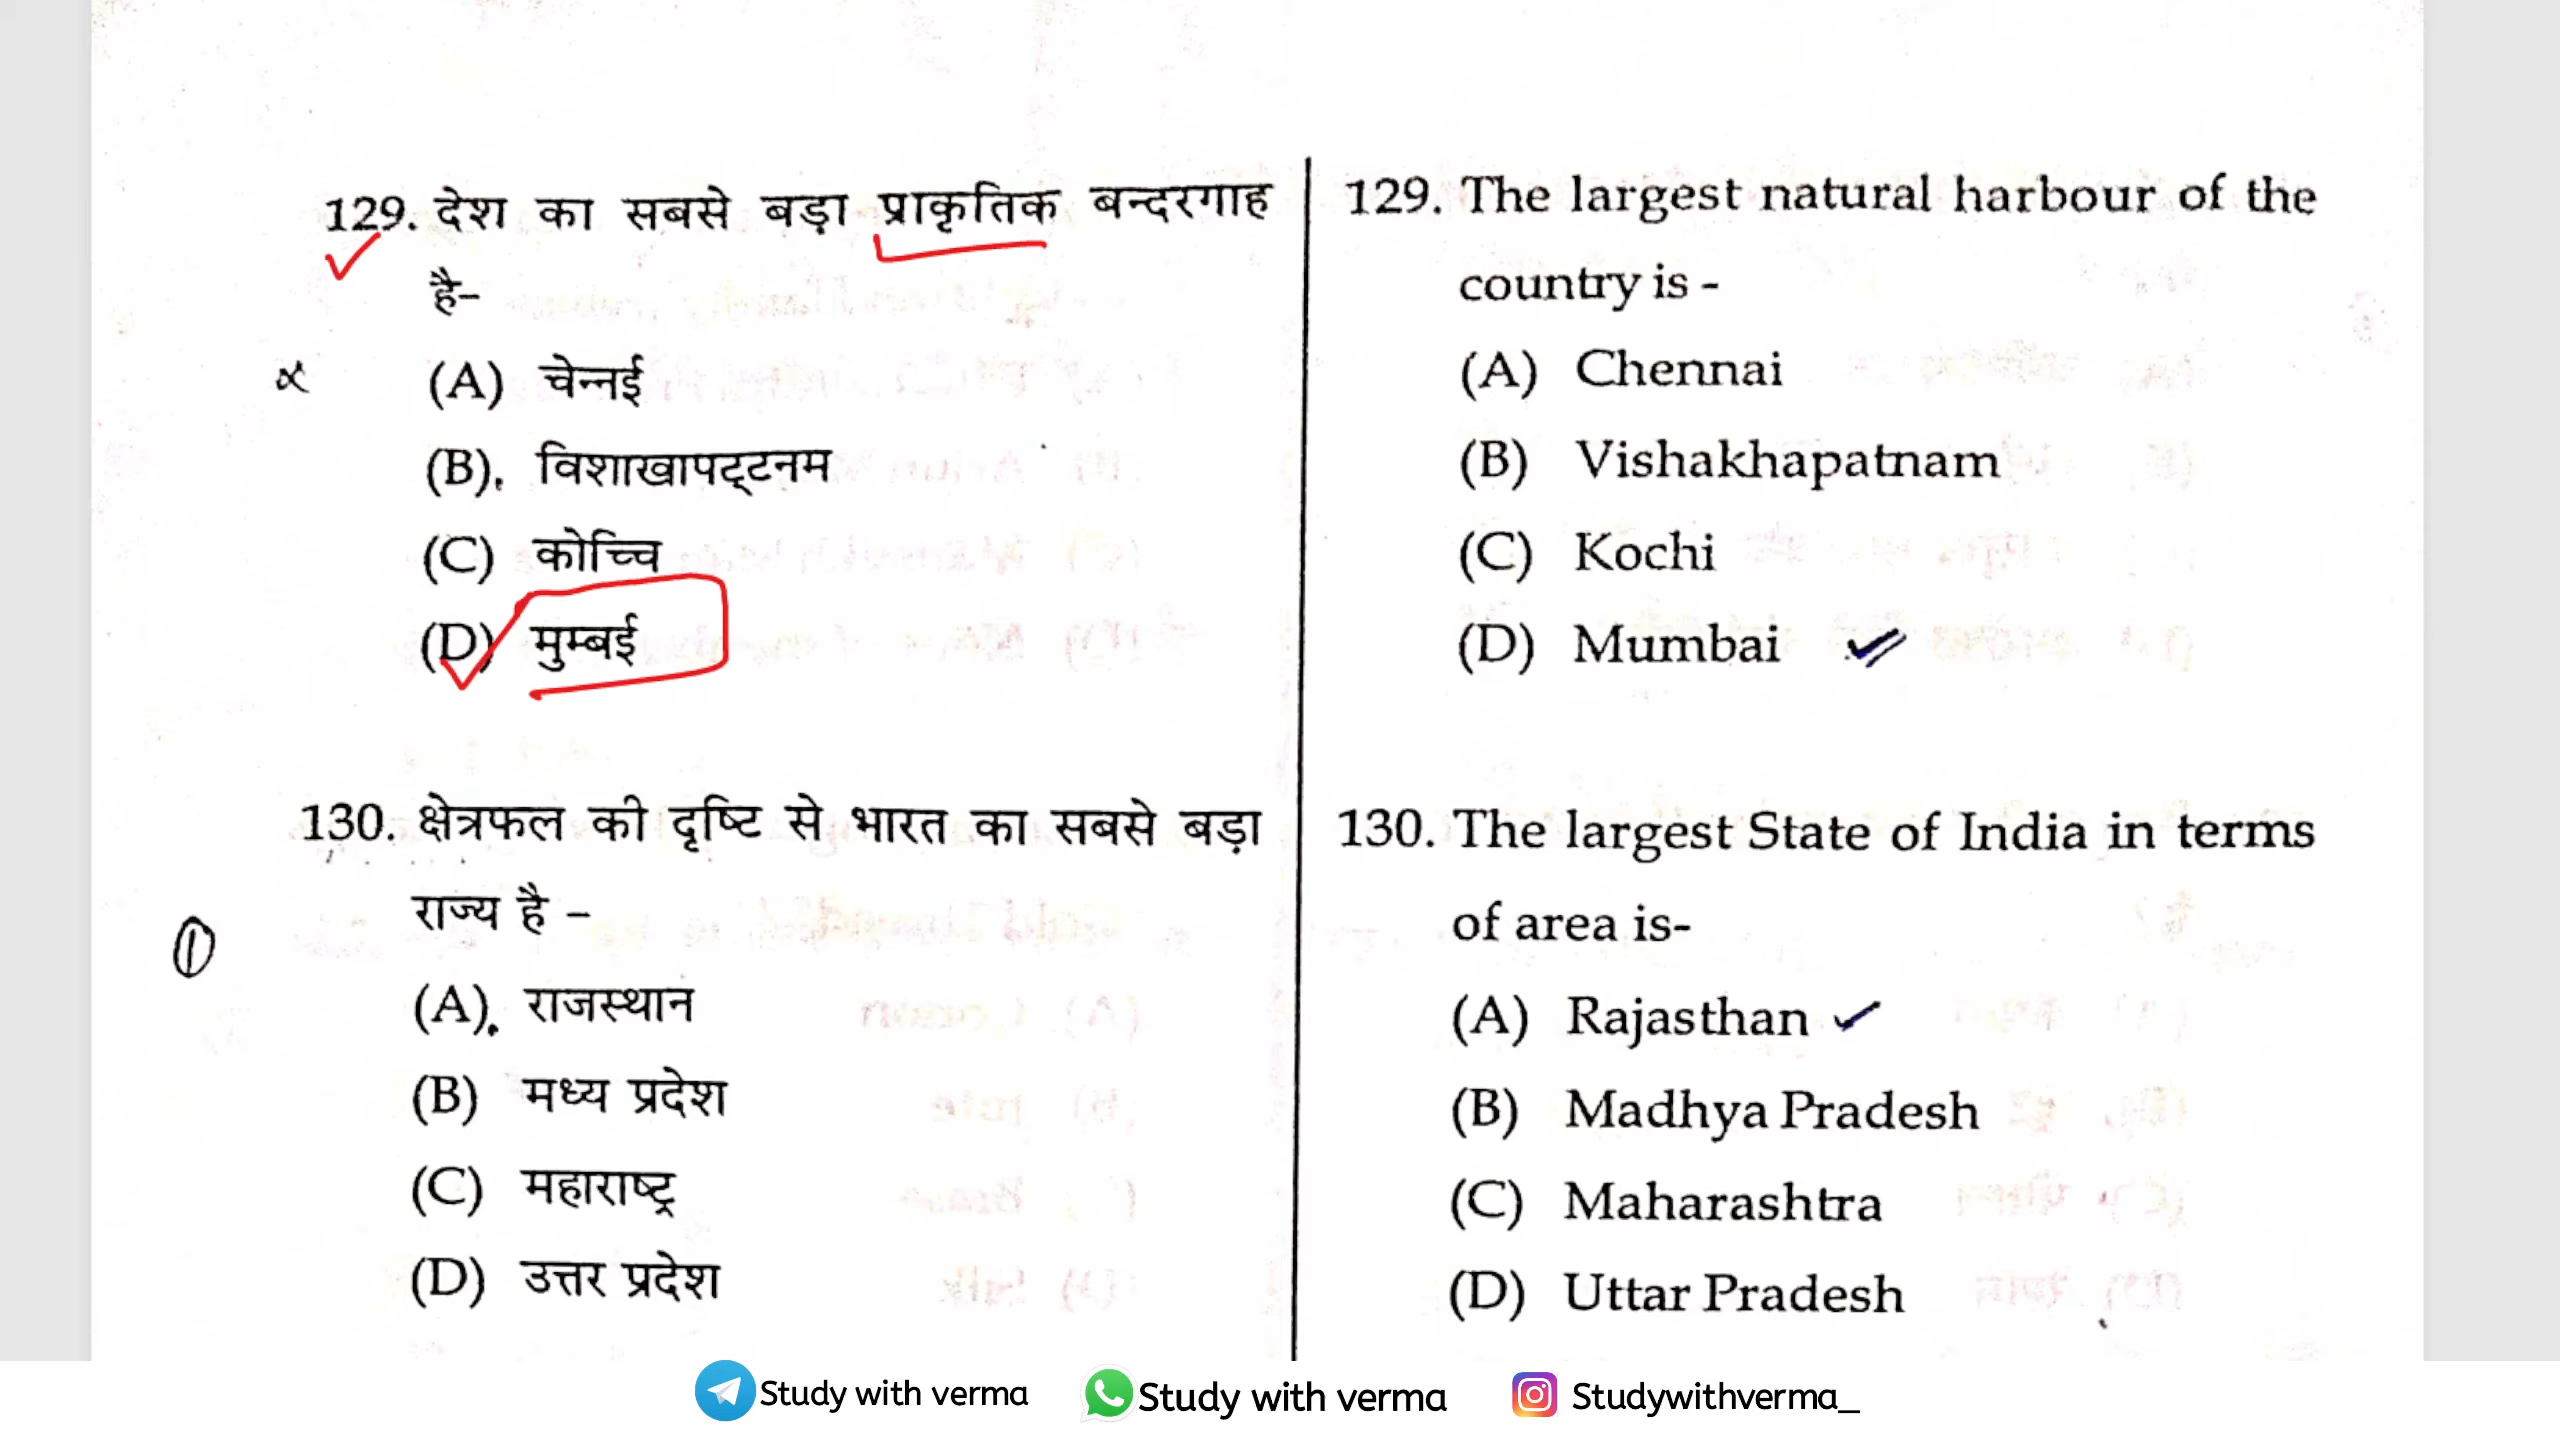 129. देश का सबसे बड़ा प्राकृतिक बन्दरगाह
है-
(A) चेन्नई
(B). विशाखापट्टनम
(C) कोच्चि
(D) मुम्बई
130. क्षेत्रफल की दृष्टि से भारत का सबसे बड़ा
राज्य है -
①
(A). राजस्थान
(B) मध्य प्रदेश
(C) महाराष्ट्र
(D) उत्तर प्रदेश
129. The largest natural harbour of the
country is -
(A) Chennai
(B) Vishakhapatnam
(C) Kochi
(D) Mumbai
130. The largest State of India in terms
of area is-
(A) Rajasthan
(B) Madhya Pradesh
(C) Maharashtra
(D) Uttar Pradesh
Study with verma
Study with verma
Studywithverma_